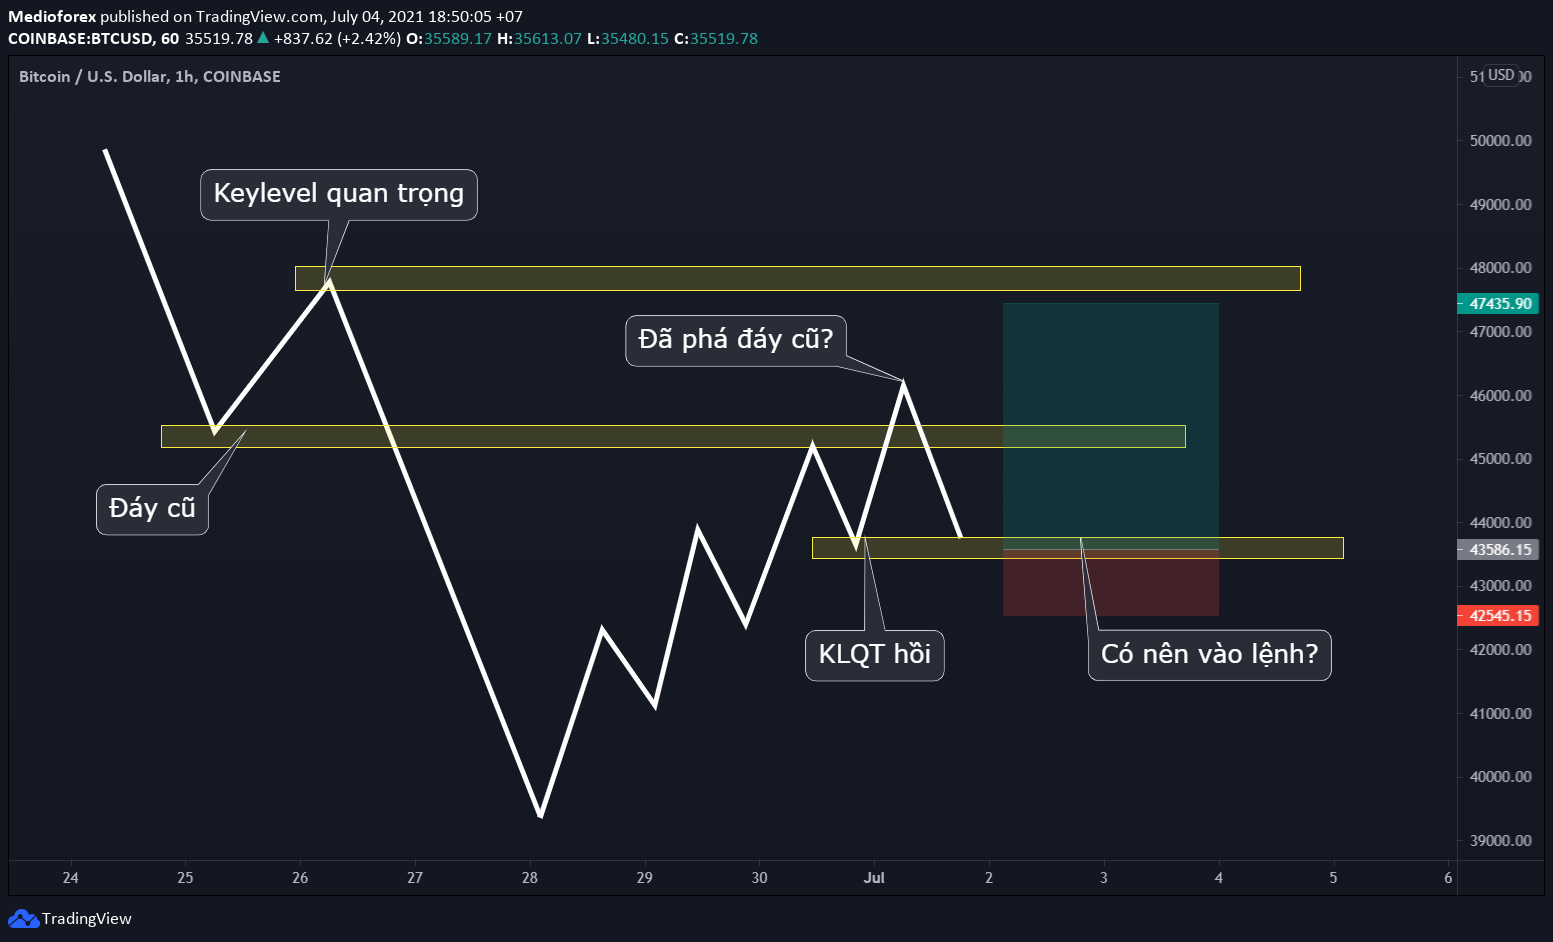 Medioforex published on TradingView.com, July 04, 2021 18:50:05 +07
COINBASE:BTCUSD, 60 35519.78 ▲ +837.62 (+2.42%) O:35589.17 H:35613.07 L:35480.15 C:35519.78
Bitcoin / U.S. Dollar, 1h, COINBASE
USD
50000.00
Keylevel quan trọng
49000.00
48000.00
47435.90
Đã phá đáy cũ?
47000.00
46000.00
45000.00
Đáy cũ
44000.00
43586.15
43000.00
42545.15
KLQT hồi
Có nên vào lệnh?
42000.00
41000.00
40000.00
39000.00
24 25 26 27 28 29 30 Jul 2 3 4 5 6
TradingView